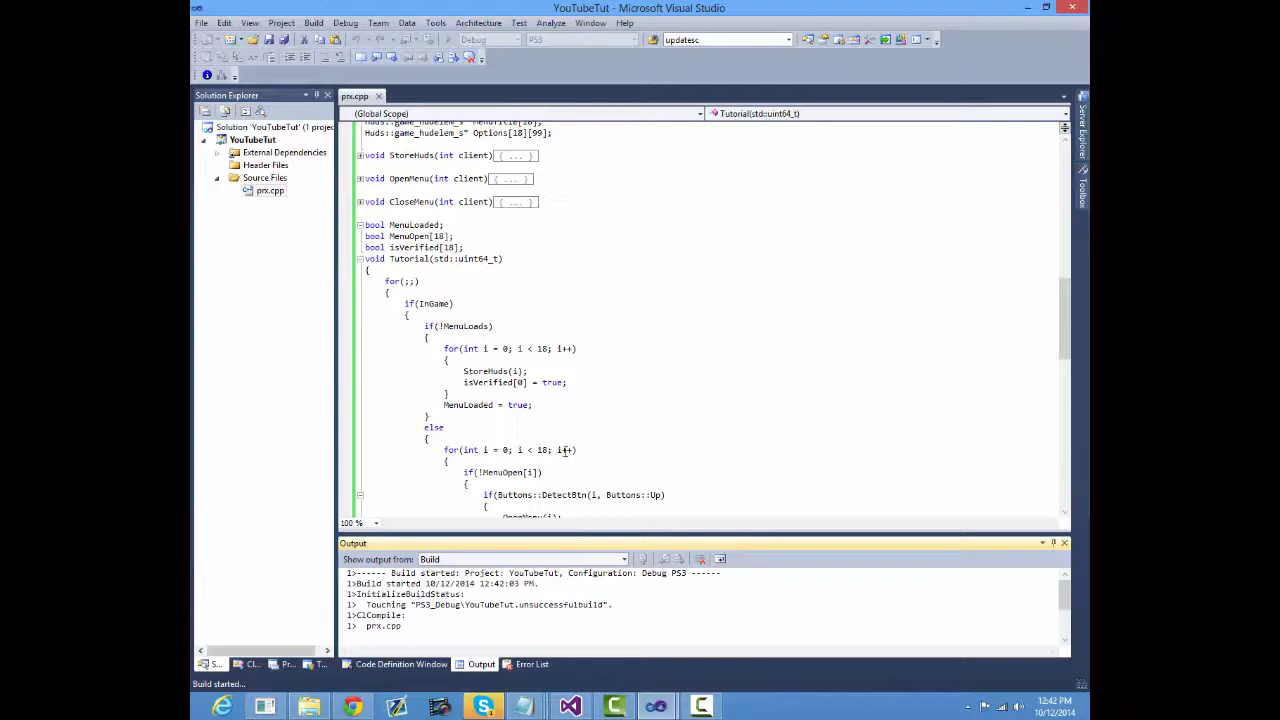 YouTubeTut - Microsoft Visual Studio
File Edit View Project Build Debug Team Data Tools Architecture Test Analyze Window Help
Debug PS3 updatesc
Solution Explorer
prx.cpp
(Global Scope) Tutorial(std::uint64_t)
Solution 'YouTubeTut' (1 projec
YouTubeTut
External Dependencies
Header Files
Source Files
prx.cpp
Huds::game_hudelem_s* MenuTitle[18];
Huds::game_hudelem_s* Options[18][99];
void StoreHuds(int client){ ... }
void OpenMenu(int client){ ... }
void CloseMenu(int client){ ... }
bool MenuLoaded;
bool MenuOpen[18];
bool isVerified[18];
void Tutorial(std::uint64_t)
{
for(;;)
{
if(InGame)
{
if(!MenuLoads)
{
for(int i = 0; i < 18; i++)
{
StoreHuds(i);
isVerified[0] = true;
}
MenuLoaded = true;
}
else
{
for(int i = 0; i < 18; i++)
{
if(!MenuOpen[i])
{
if(Buttons::DetectBtn(i, Buttons::Up)
{
OpenMenu(i);
100 %
Output
Show output from: Build
1>------ Build started: Project: YouTubeTut, Configuration: Debug PS3 ------
1>Build started 10/12/2014 12:42:03 PM.
1>InitializeBuildStatus:
1> Touching "PS3_Debug\YouTubeTut.unsuccessfulbuild".
1>ClCompile:
1> prx.cpp
S... Cl... Pr... T... Code Definition Window Output Error List
Build started...
Server Explorer
Toolbox
12:42 PM
10/12/2014